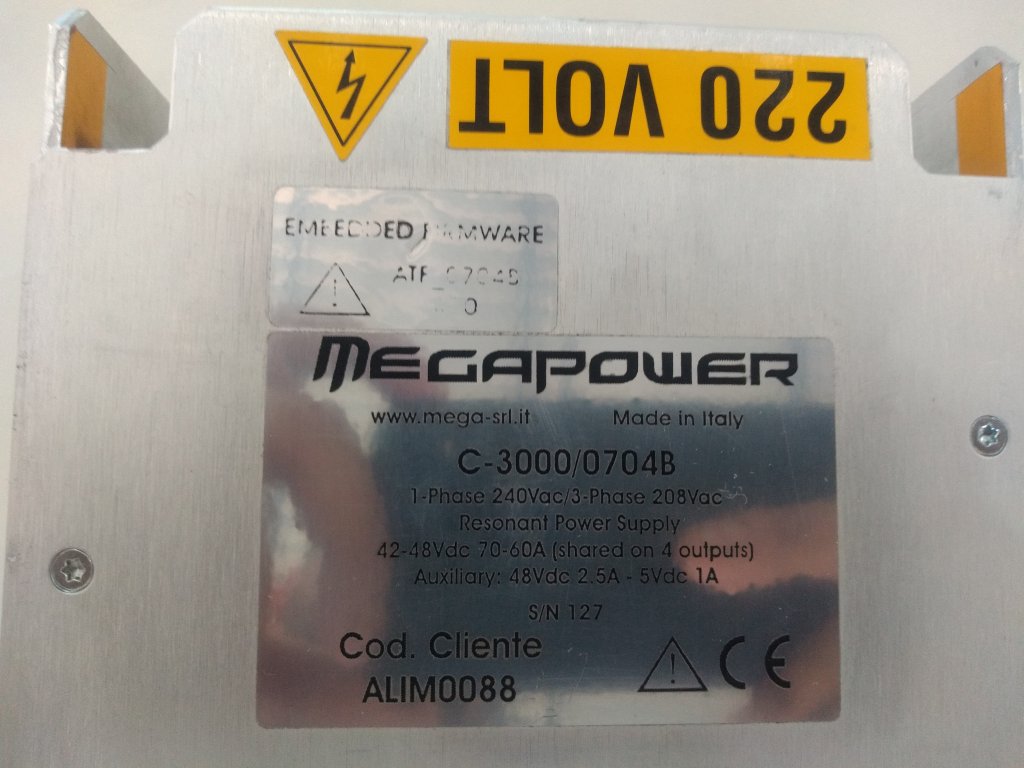 220 VOLT
EMBEDDED FIRMWARE
ATF_0704B
0
MEGAPOWER
www.mega-srl.it Made in Italy
C-3000/0704B
1-Phase 240Vac/3-Phase 208Vac
Resonant Power Supply
42-48Vdc 70-60A (shared on 4 outputs)
Auxiliary: 48Vdc 2.5A - 5Vdc 1A
S/N 127
Cod. Cliente
ALIM0088
CE